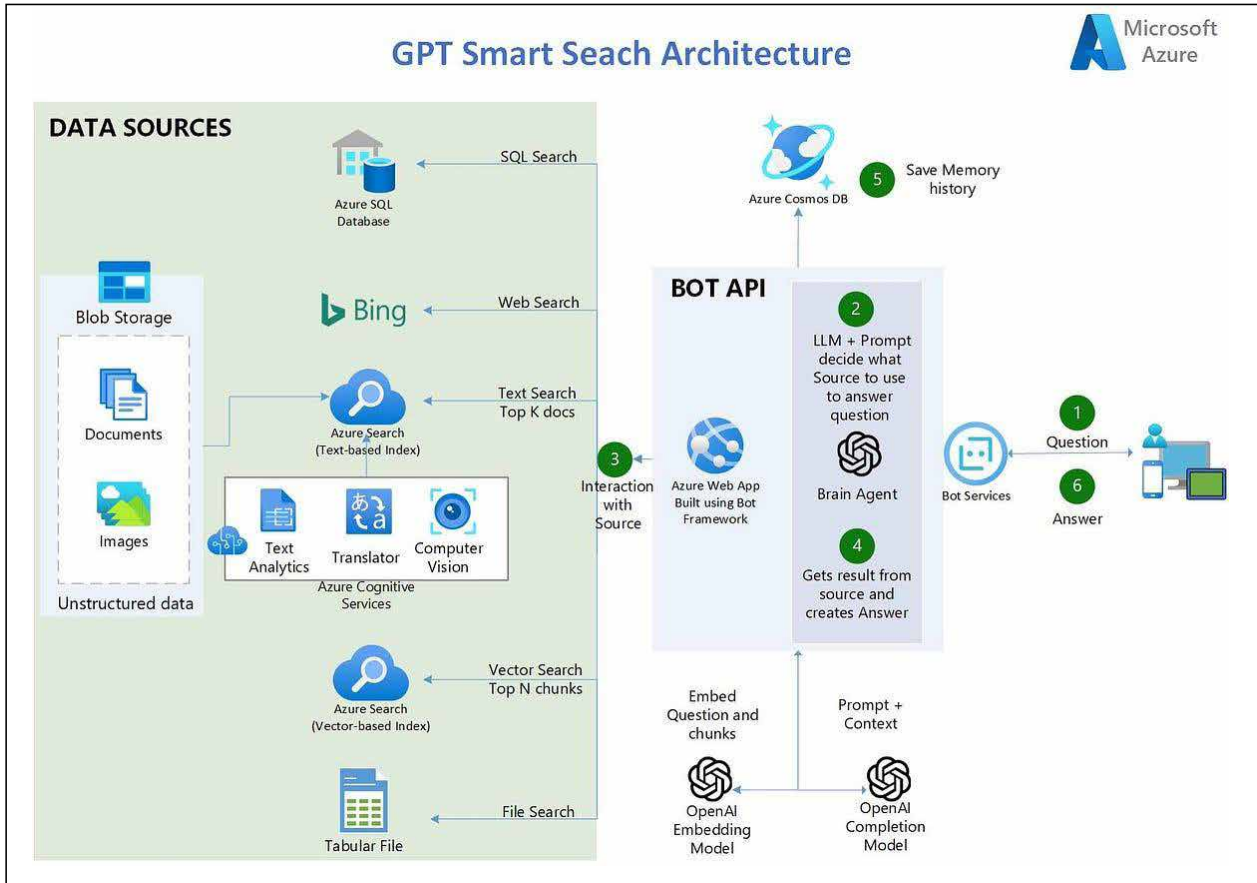 GPT Smart Seach Architecture
Microsoft
Azure
DATA SOURCES
SQL Search
Azure SQL
Database
Blob Storage
Documents
Images
Unstructured data
Bing
Web Search
Text Search
Top K docs
Azure Search
(Text-based Index)
Text
Analytics
あ
a
Translator
Computer
Vision
Azure Cognitive
Services
Vector Search
Top N chunks
Azure Search
(Vector-based Index)
File Search
Tabular File
3
Interaction
with
Source
Azure Cosmos DB
5
Save Memory
history
BOT API
Azure Web App
Built using Bot
Framework
2
LLM + Prompt
decide what
Source to use
to answer
question
Brain Agent
4
Gets result from
source and
creates Answer
Bot Services
1
Question
6
Answer
Embed
Question and
chunks
Prompt +
Context
OpenAI
Embedding
Model
OpenAI
Completion
Model